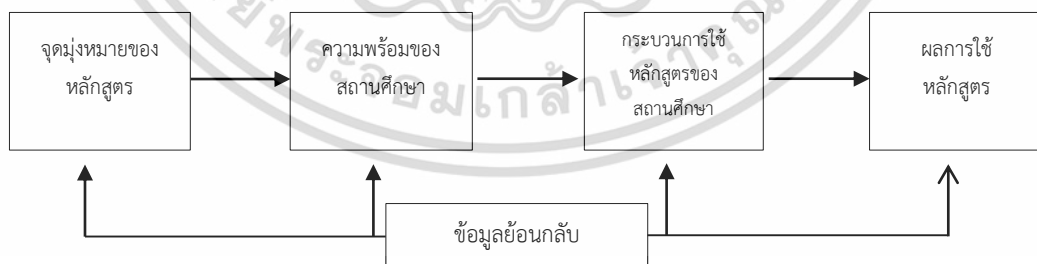 จุดมุ่งหมายของ
หลักสูตร
ความพร้อมของ
สถานศึกษา
กระบวนการใช้
หลักสูตรของ
สถานศึกษา
ผลการใช้
หลักสูตร
ข้อมูลย้อนกลับ